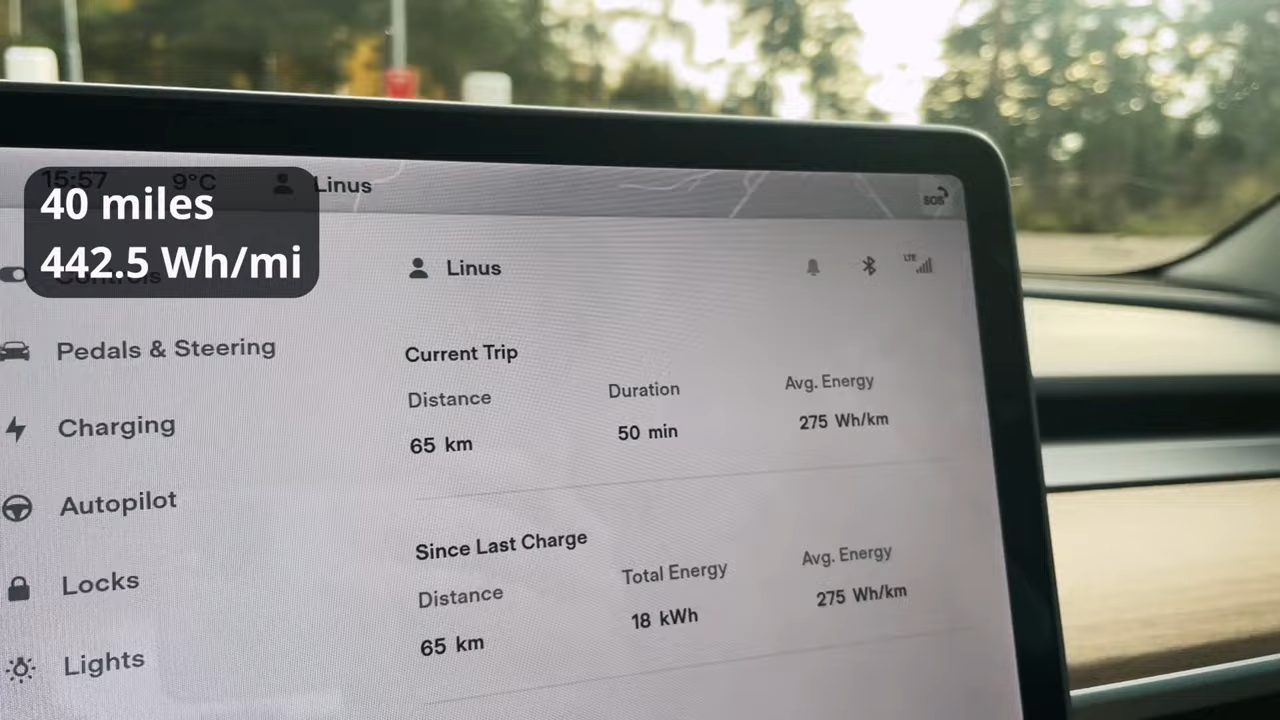 15:57 9°C Linus
SOS
40 miles
442.5 Wh/mi
Controls
Linus
LTE
Pedals & Steering
Charging
Autopilot
Locks
Lights
Current Trip
Distance Duration Avg. Energy
65 km 50 min 275 Wh/km
Since Last Charge
Distance Total Energy Avg. Energy
65 km 18 kWh 275 Wh/km